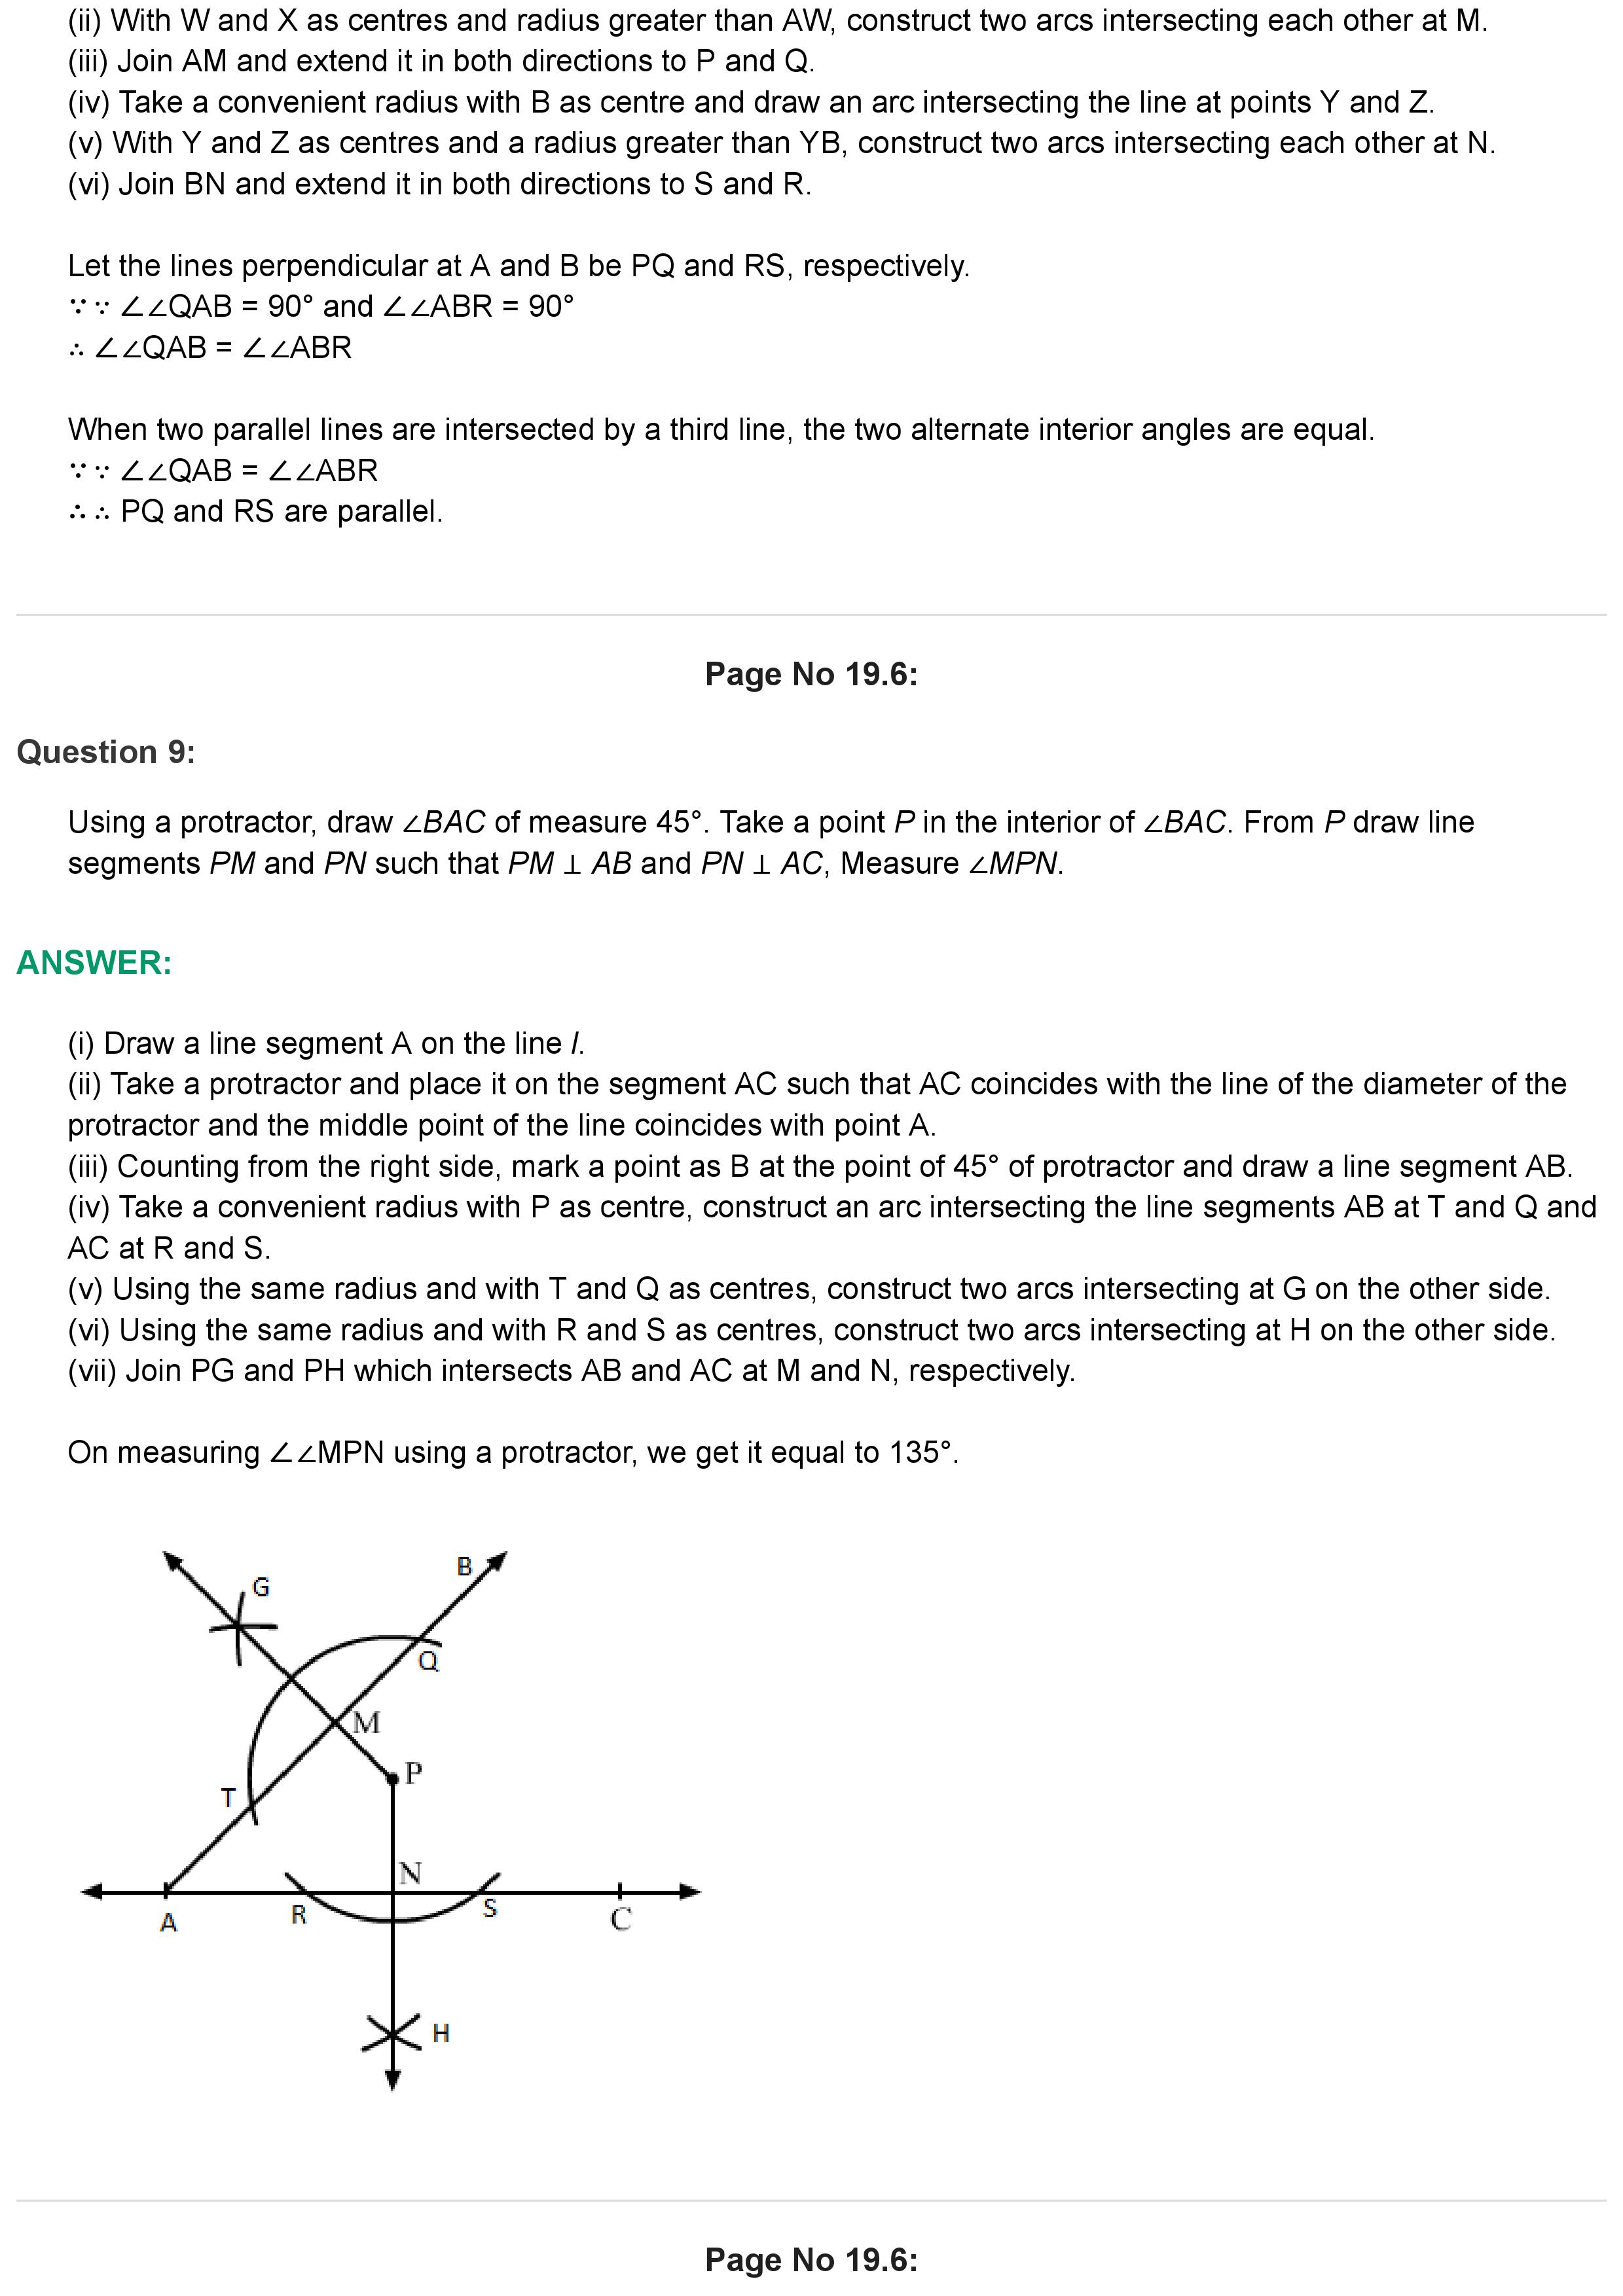 (ii) With W and X as centres and radius greater than AW, construct two arcs intersecting each other at M.
(iii) Join AM and extend it in both directions to P and Q.
(iv) Take a convenient radius with B as centre and draw an arc intersecting the line at points Y and Z.
(v) With Y and Z as centres and a radius greater than YB, construct two arcs intersecting each other at N.
(vi) Join BN and extend it in both directions to S and R.
Let the lines perpendicular at A and B be PQ and RS, respectively.
∵ ∵ ∠∠QAB = 90° and ∠∠ABR = 90°
∴ ∠∠QAB = ∠∠ABR
When two parallel lines are intersected by a third line, the two alternate interior angles are equal.
∵ ∵ ∠∠QAB = ∠∠ABR
∴ ∴ PQ and RS are parallel.
Page No 19.6:
Question 9:
Using a protractor, draw ∠BAC of measure 45°. Take a point P in the interior of ∠BAC. From P draw line
segments PM and PN such that PM ⊥ AB and PN ⊥ AC, Measure ∠MPN.
ANSWER:
(i) Draw a line segment A on the line l.
(ii) Take a protractor and place it on the segment AC such that AC coincides with the line of the diameter of the
protractor and the middle point of the line coincides with point A.
(iii) Counting from the right side, mark a point as B at the point of 45° of protractor and draw a line segment AB.
(iv) Take a convenient radius with P as centre, construct an arc intersecting the line segments AB at T and Q and
AC at R and S.
(v) Using the same radius and with T and Q as centres, construct two arcs intersecting at G on the other side.
(vi) Using the same radius and with R and S as centres, construct two arcs intersecting at H on the other side.
(vii) Join PG and PH which intersects AB and AC at M and N, respectively.
On measuring ∠∠MPN using a protractor, we get it equal to 135°.
B
G
Q
M
P
T
N
A
R
S
C
H
Page No 19.6: